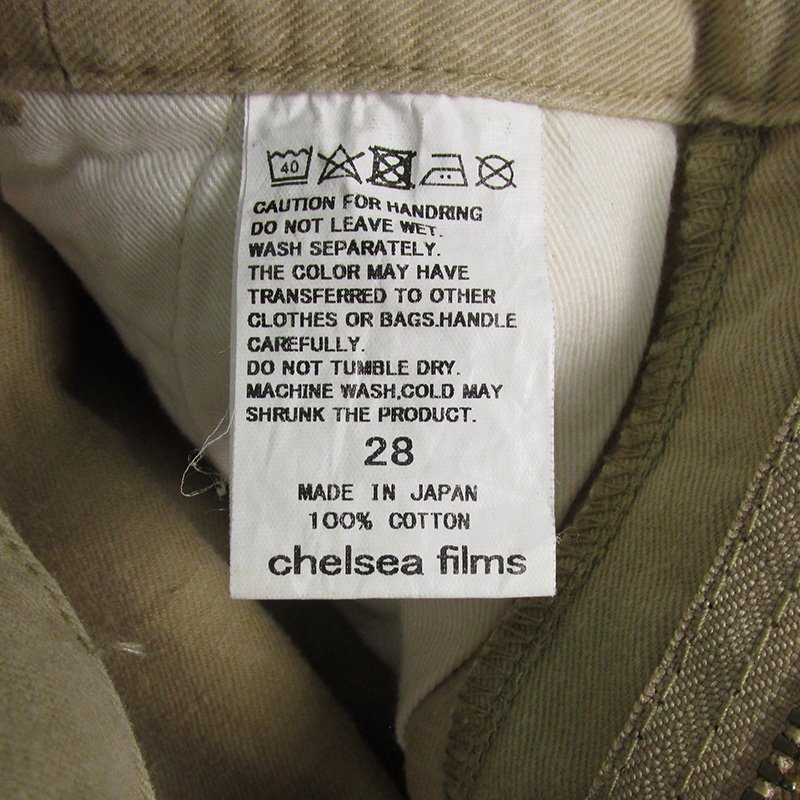 40
CAUTION FOR HANDRING
DO NOT LEAVE WET.
WASH SEPARATELY.
THE COLOR MAY HAVE
TRANSFERRED TO OTHER
CLOTHES OR BAGS.HANDLE
CAREFULLY.
DO NOT TUMBLE DRY.
MACHINE WASH,COLD MAY
SHRUNK THE PRODUCT.
28
MADE IN JAPAN
100% COTTON
chelsea films